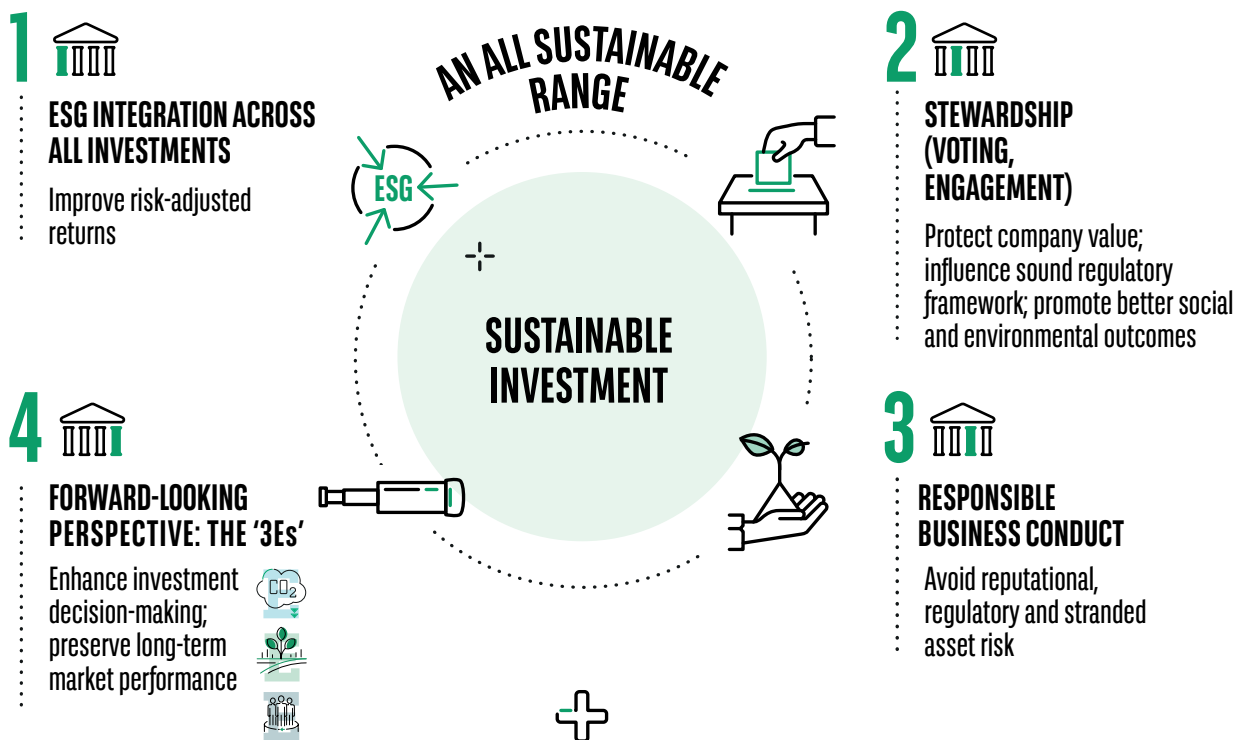 1
ESG INTEGRATION ACROSS
ALL INVESTMENTS
Improve risk-adjusted
returns
AN ALL SUSTAINABLE
RANGE
ESG
SUSTAINABLE
INVESTMENT
2
STEWARDSHIP
(VOTING,
ENGAGEMENT)
Protect company value;
influence sound regulatory
framework; promote better social
and environmental outcomes
3
RESPONSIBLE
BUSINESS CONDUCT
Avoid reputational,
regulatory and stranded
asset risk
4
FORWARD-LOOKING
PERSPECTIVE: THE ‘3Es’
Enhance investment
decision-making;
preserve long-term
market performance
CO₂
E
E
E